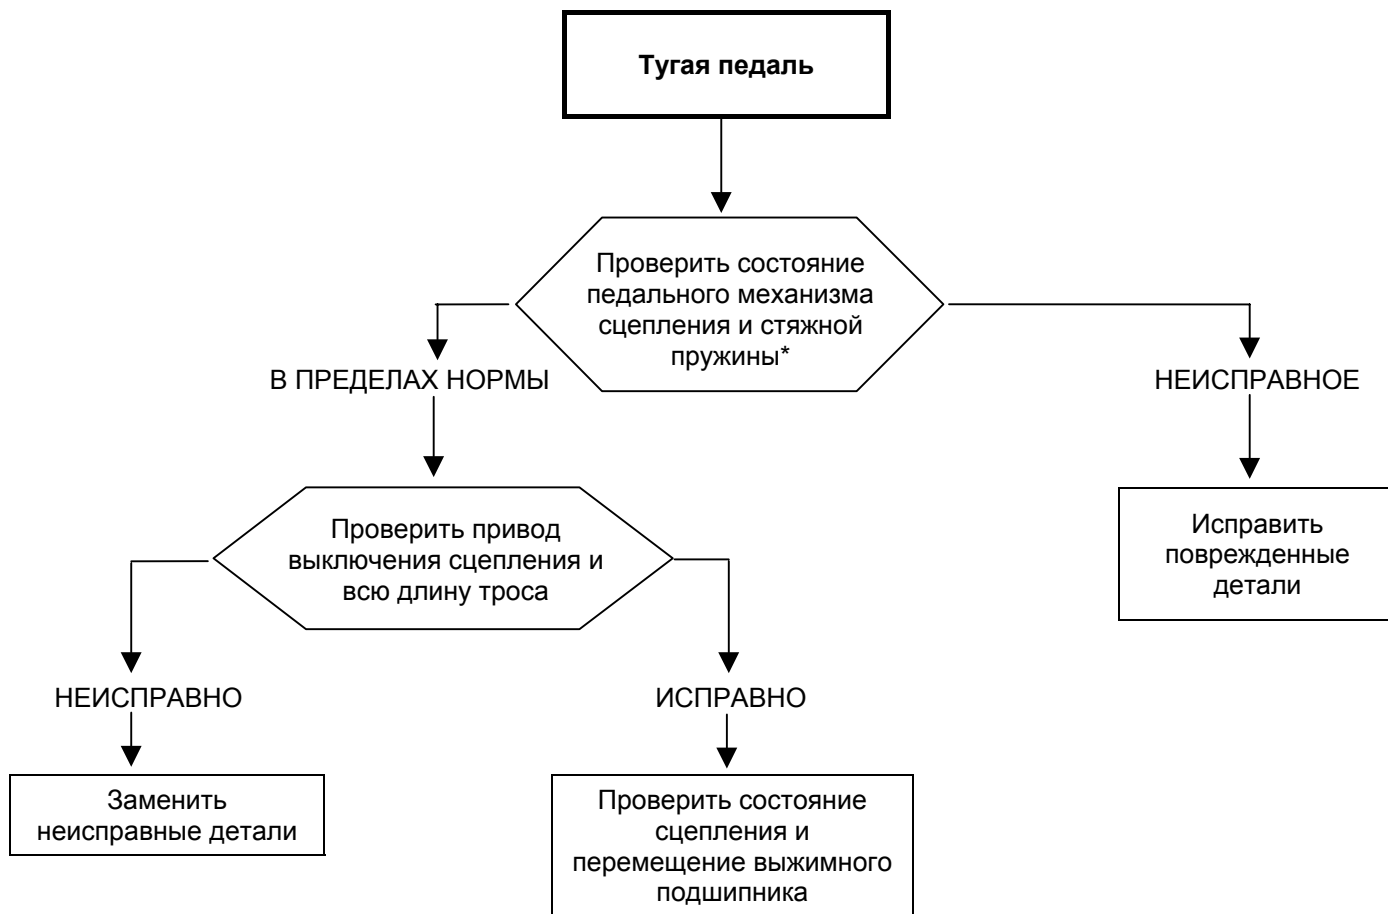 Тугая педаль
Проверить состояние
педального механизма
сцепления и стяжной
пружины*
В ПРЕДЕЛАХ НОРМЫ
НЕИСПРАВНОЕ
Проверить привод
выключения сцепления и
всю длину троса
Исправить
поврежденные
детали
НЕИСПРАВНО
ИСПРАВНО
Заменить
неисправные детали
Проверить состояние
сцепления и
перемещение выжимного
подшипника